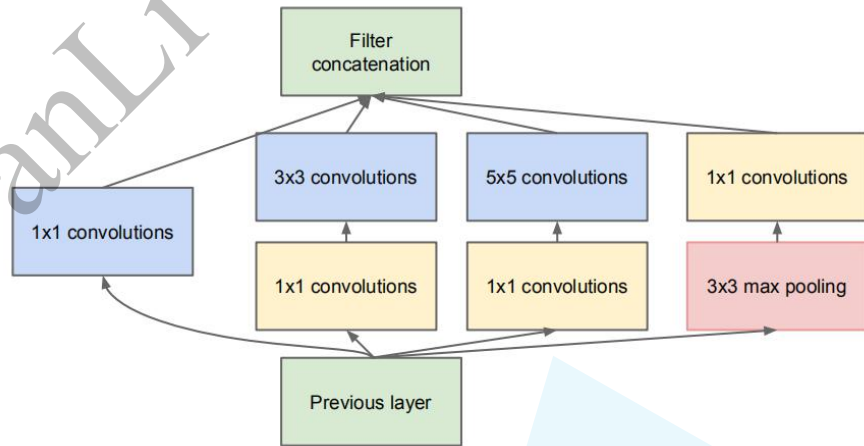 Filter
concatenation
3x3 convolutions
5x5 convolutions
1x1 convolutions
1x1 convolutions
1x1 convolutions
1x1 convolutions
3x3 max pooling
Previous layer
anLi